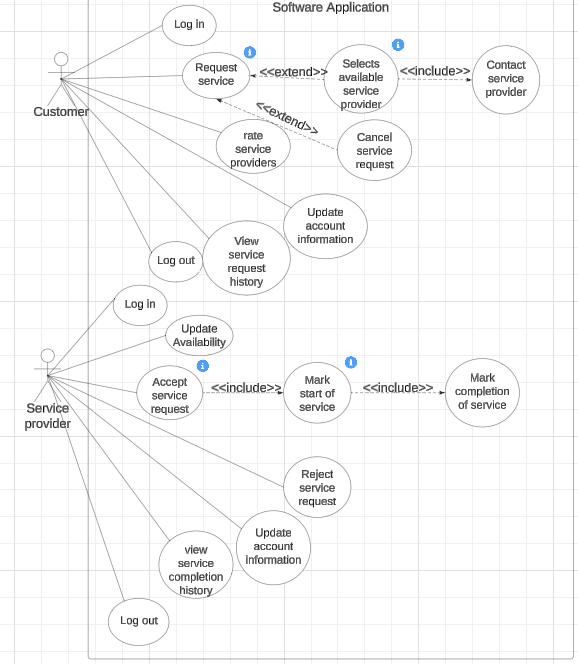 Software Application
Log in
Request
service
<<extend>>
Selects
available
service
provider
<<include>>
Contact
service
provider
Customer
<<extend>>
rate
service
providers
Cancel
service
request
Update
account
information
View
service
request
history
Log out
Log in
Update
Availability
Accept
service
request
<<include>>
Mark
start of
service
<<include>>
Mark
completion
of service
Service
provider
Reject
service
request
Update
account
information
view
service
completion
history
Log out